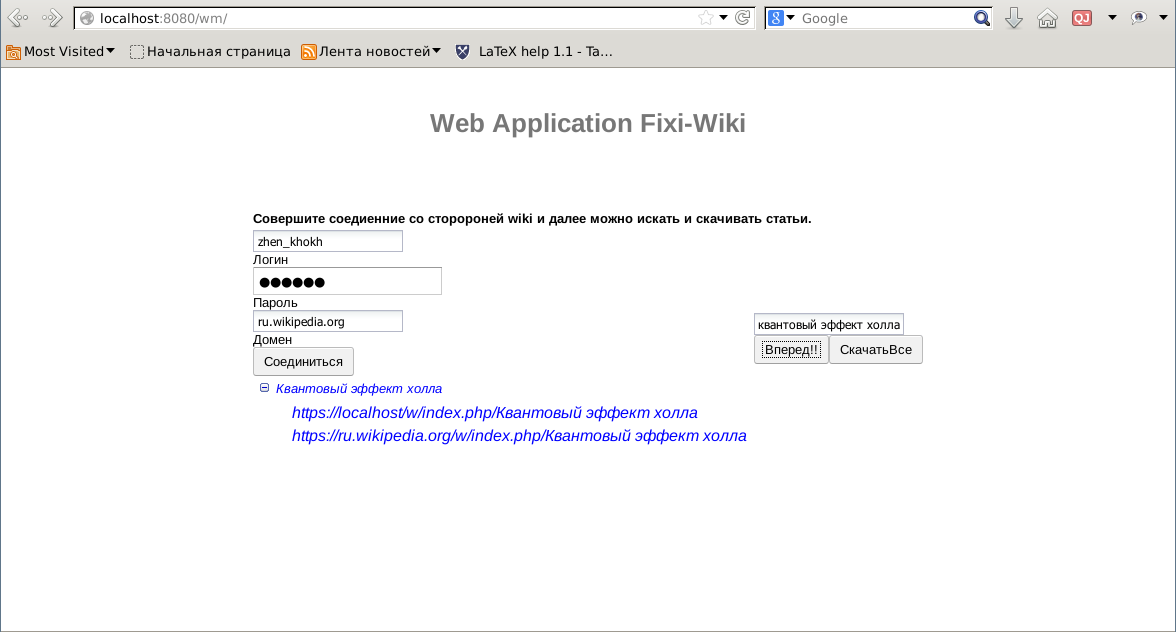 localhost:8080/wm/
Google
QJ
Most Visited
Начальная страница
Лента новостей
LaTeX help 1.1 - Ta...
Web Application Fixi-Wiki
Совершите соедиенние со сторороней wiki и далее можно искать и скачивать статьи.
zhen_khokh
Логин
●●●●●●
Пароль
ru.wikipedia.org
квантовый эффект холла
Домен
Вперед!! СкачатьВсе
Соединиться
Квантовый эффект холла
https://localhost/w/index.php/Квантовый эффект холла
https://ru.wikipedia.org/w/index.php/Квантовый эффект холла